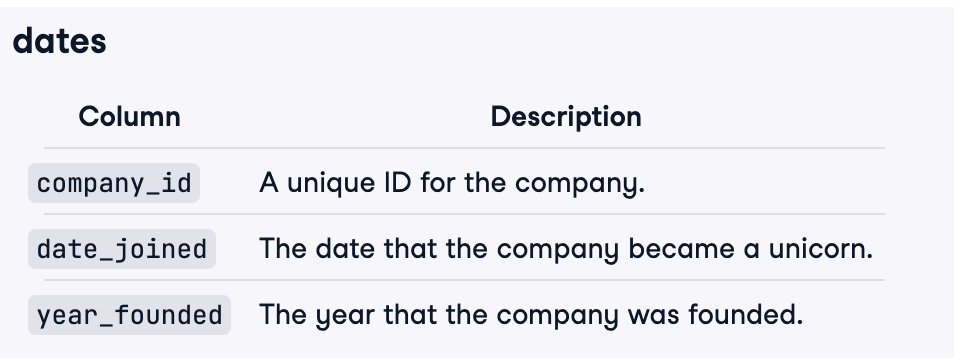 dates
Column Description
company_id A unique ID for the company.
date_joined The date that the company became a unicorn.
year_founded The year that the company was founded.